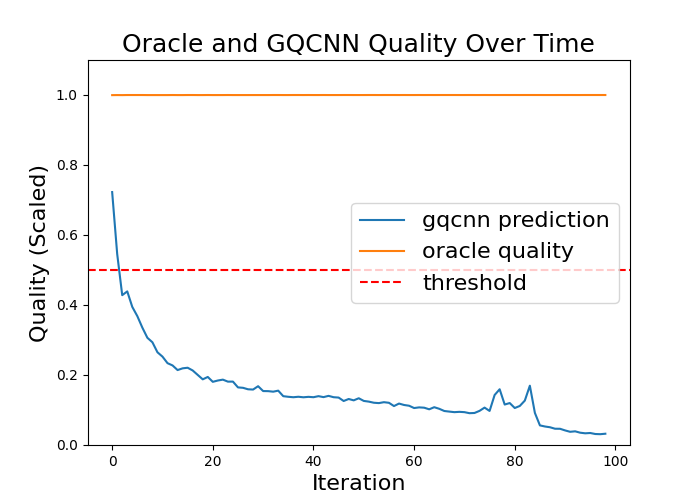 Oracle and GQCNN Quality Over Time
1.0
0.8
0.6
0.4
0.2
0.0
Quality (Scaled)
gqcnn prediction
oracle quality
threshold
0 20 40 60 80 100
Iteration